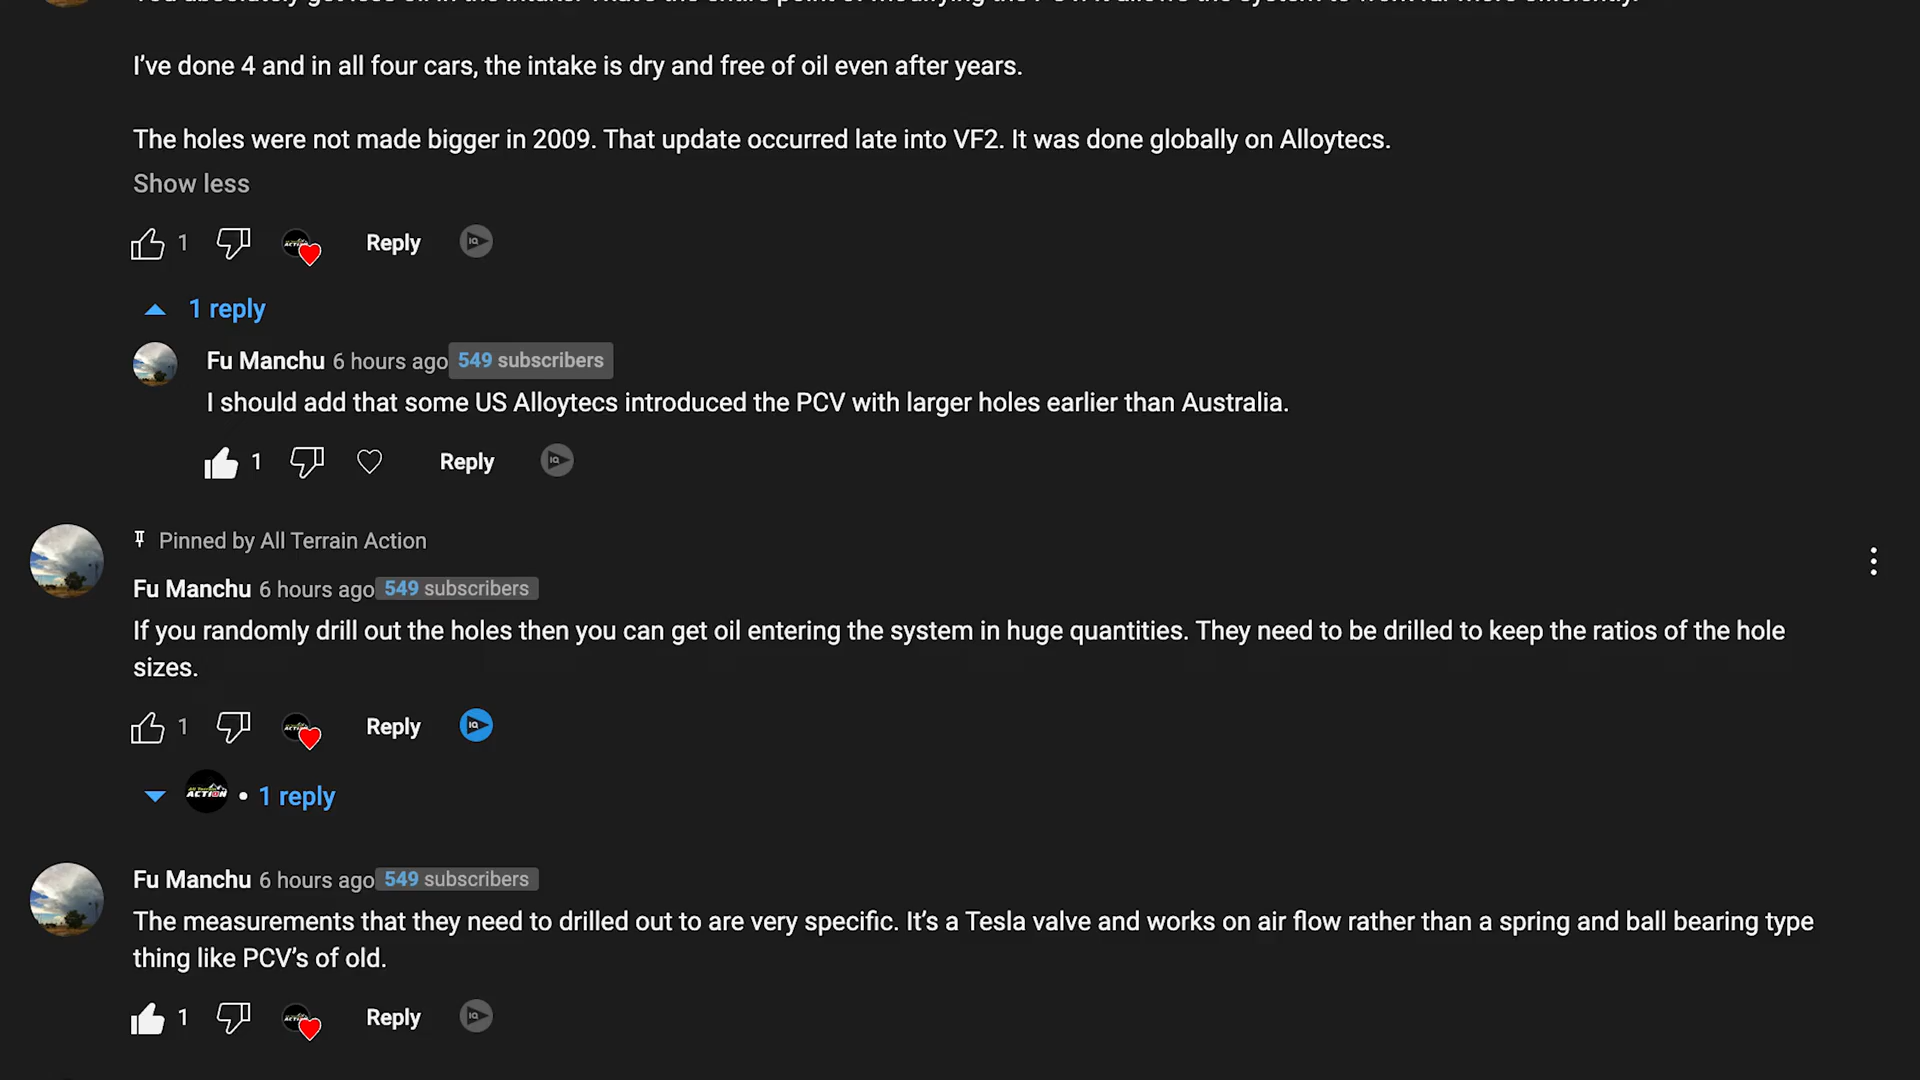 I've done 4 and in all four cars, the intake is dry and free of oil even after years.
The holes were not made bigger in 2009. That update occurred late into VF2. It was done globally on Alloytecs.
Show less
1 Reply
1 reply
Fu Manchu 6 hours ago 549 subscribers
I should add that some US Alloytecs introduced the PCV with larger holes earlier than Australia.
1 Reply
Pinned by All Terrain Action
Fu Manchu 6 hours ago 549 subscribers
If you randomly drill out the holes then you can get oil entering the system in huge quantities. They need to be drilled to keep the ratios of the hole
sizes.
1 Reply
ACTION • 1 reply
Fu Manchu 6 hours ago 549 subscribers
The measurements that they need to drilled out to are very specific. It's a Tesla valve and works on air flow rather than a spring and ball bearing type
thing like PCV's of old.
1 Reply